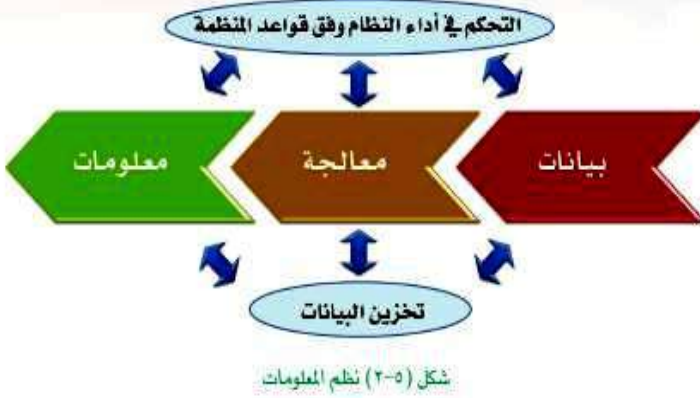 التحكم في أداء النظام وفق قواعد المنظمة
بيانات
معالجة
معلومات
تخزين البيانات
شكل (٥-٢) نظم المعلومات